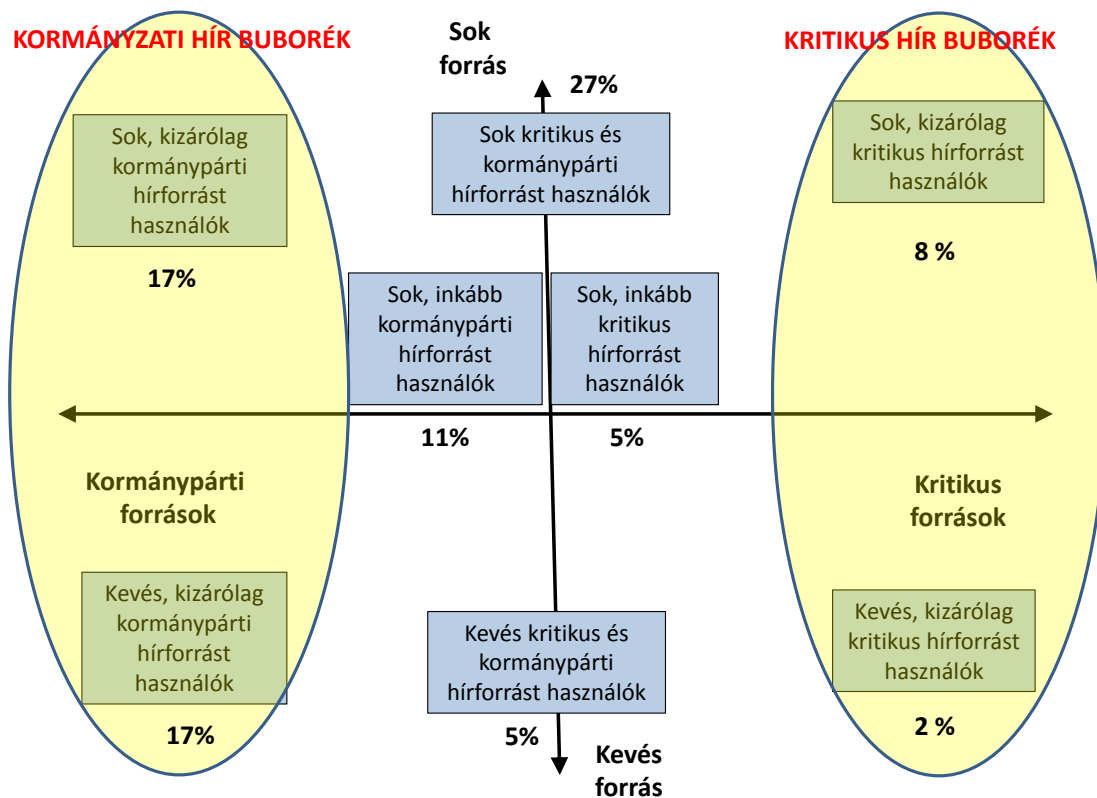 KORMÁNYZATI HÍR BUBORÉK
Sok
forrás
KRITIKUS HÍR BUBORÉK
27%
Sok, kizárólag
kormánypárti
hírforrást
használók
17%
Sok kritikus és
kormánypárti
hírforrást használók
Sok, kizárólag
kritikus hírforrást
használók
8 %
Sok, inkább
kormánypárti
hírforrást
használók
11%
Sok, inkább
kritikus
hírforrást
használók
5%
Kormánypárti
források
Kritikus
források
Kevés, kizárólag
kormánypárti
hírforrást
használók
17%
Kevés kritikus és
kormánypárti
hírforrást használók
5%
Kevés
forrás
Kevés, kizárólag
kritikus hírforrást
használók
2 %